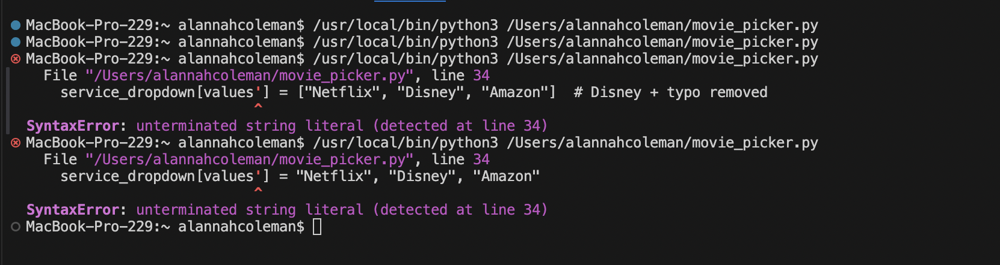 MacBook-Pro-229:~ alannahcoleman$ /usr/local/bin/python3 /Users/alannahcoleman/movie_picker.py
MacBook-Pro-229:~ alannahcoleman$ /usr/local/bin/python3 /Users/alannahcoleman/movie_picker.py
MacBook-Pro-229:~ alannahcoleman$ /usr/local/bin/python3 /Users/alannahcoleman/movie_picker.py
  File "/Users/alannahcoleman/movie_picker.py", line 34
    service_dropdown[values'] = ["Netflix", "Disney", "Amazon"]  # Disney + typo removed
                           ^
SyntaxError: unterminated string literal (detected at line 34)
MacBook-Pro-229:~ alannahcoleman$ /usr/local/bin/python3 /Users/alannahcoleman/movie_picker.py
  File "/Users/alannahcoleman/movie_picker.py", line 34
    service_dropdown[values'] = "Netflix", "Disney", "Amazon"
                           ^
SyntaxError: unterminated string literal (detected at line 34)
MacBook-Pro-229:~ alannahcoleman$